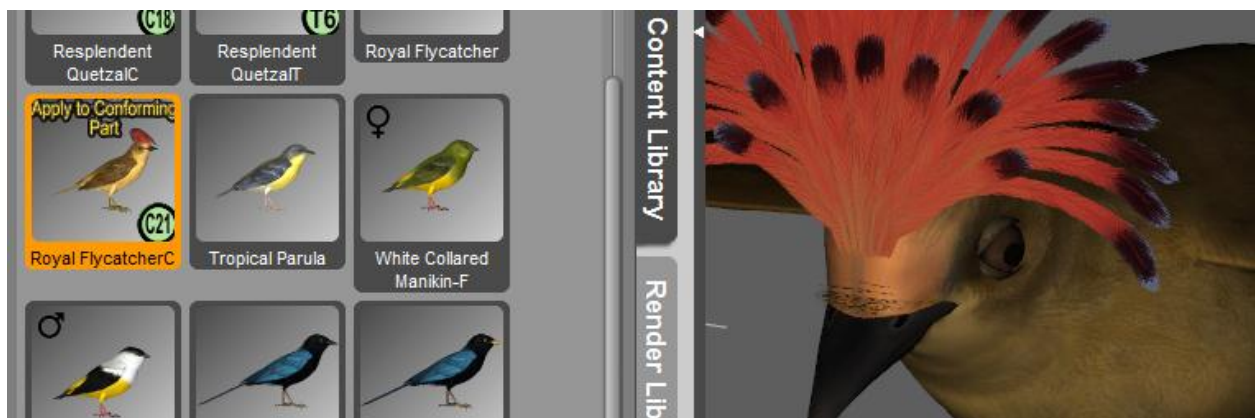 C18
T6
Resplendent
QuetzalC
Resplendent
QuetzalT
Royal Flycatcher
Apply to Conforming
Part
C21
Royal FlycatcherC
Tropical Parula
White Collared
Manikin-F
Content Library
Render Lib